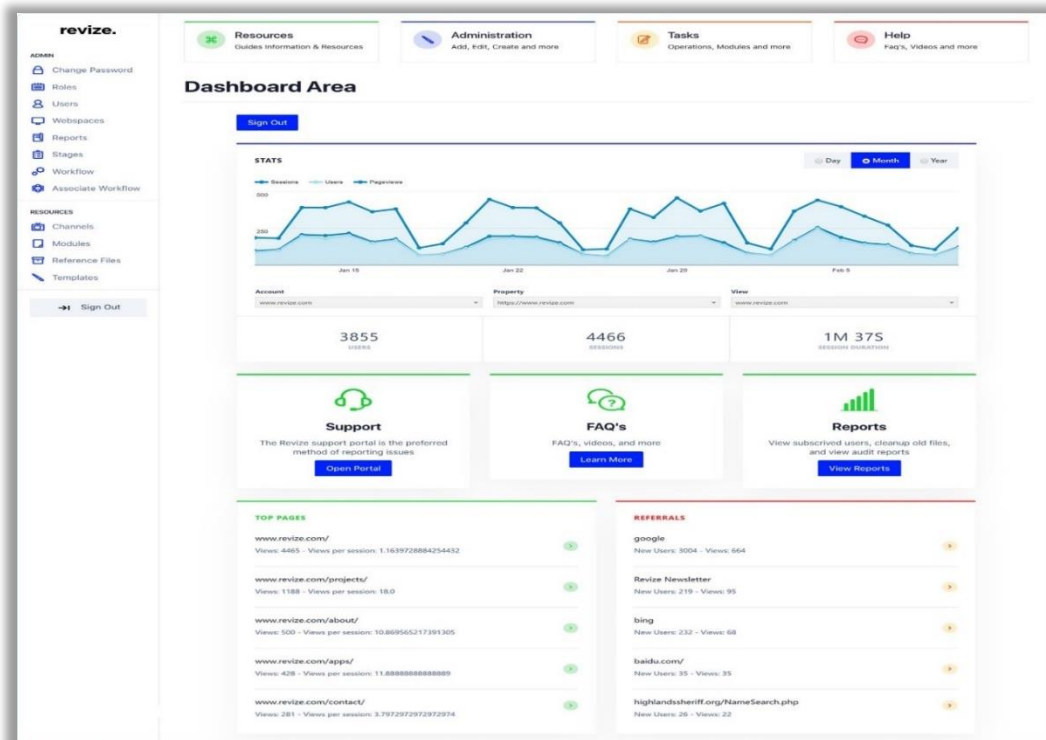 revize.
ADMIN
Change Password
Roles
Users
Webspaces
Reports
Stages
Workflow
Associate Workflow
RESOURCES
Channels
Modules
Reference Files
Templates
Sign Out
Resources
Guides Information & Resources
Administration
Add, Edit, Create and more
Tasks
Operations, Modules and more
Help
Faq's, Videos and more
Dashboard Area
Sign Out
STATS
Day Month Year
Sessions Users Pageviews
500
250
Jan 15 Jan 22 Jan 29 Feb 5
Account Property View
www.revize.com https://www.revize.com www.revize.com
3855 4466 1M 37S
USERS SESSIONS SESSION DURATION
Support
The Revize support portal is the preferred
method of reporting issues
Open Portal
FAQ's
FAQ's, videos, and more
Learn More
Reports
View subscrived users, cleanup old files,
and view audit reports
View Reports
TOP PAGES
www.revize.com/
Views: 4465 - Views per session: 1.1639728884254432
www.revize.com/projects/
Views: 1188 - Views per session: 18.0
www.revize.com/about/
Views: 500 - Views per session: 10.869565217391305
www.revize.com/apps/
Views: 428 - Views per session: 11.88888888888889
www.revize.com/contact/
Views: 281 - Views per session: 3.7972972972972974
REFERRALS
google
New Users: 3004 - Views: 664
Revize Newsletter
New Users: 219 - Views: 95
bing
New Users: 232 - Views: 68
baidu.com/
New Users: 35 - Views: 35
highlandssheriff.org/NameSearch.php
New Users: 26 - Views: 22